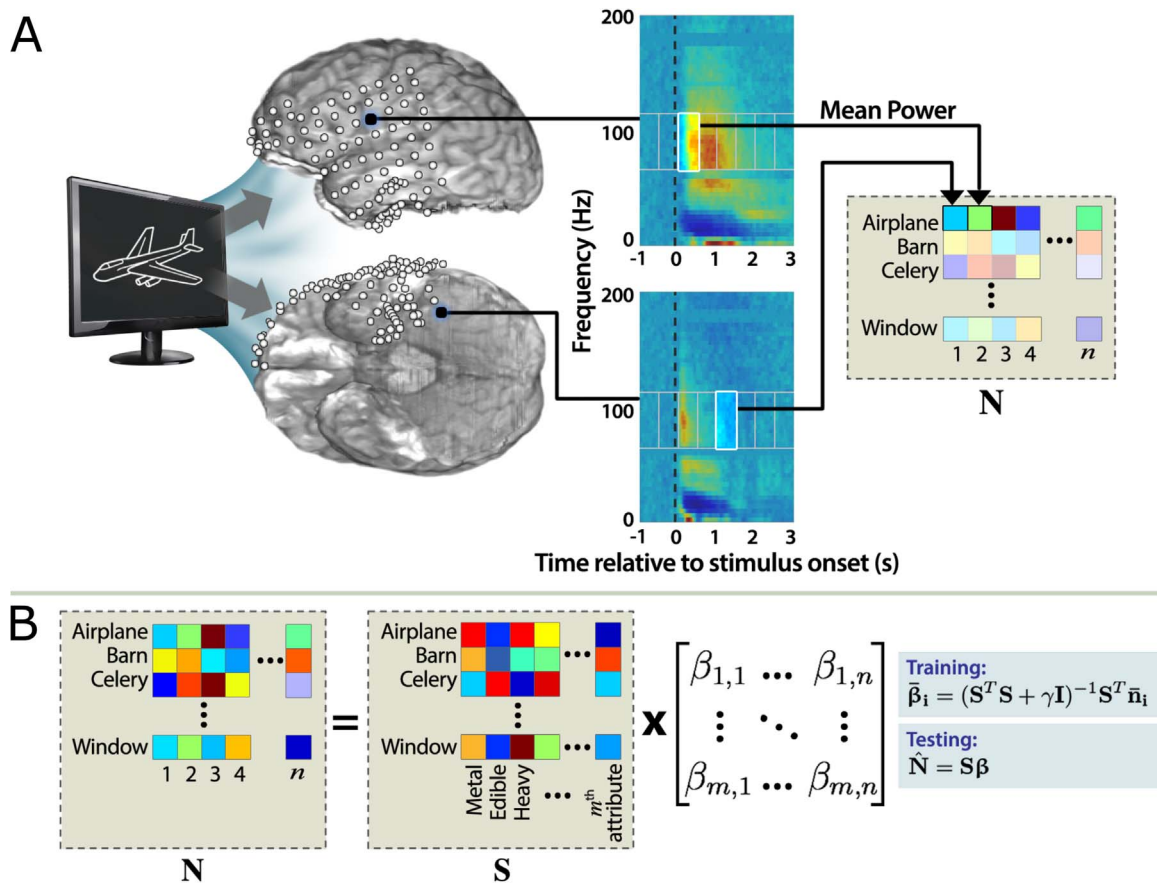 A
200
100
0
-1 0 1 2 3
Frequency (Hz)
Mean Power
200
100
0
-1 0 1 2 3
Time relative to stimulus onset (s)
Airplane
Barn
Celery
Window
1 2 3 4 n
N
B
Airplane
Barn
Celery
Window
1 2 3 4 n
N
=
Airplane
Barn
Celery
Window
Metal
Edible
Heavy
mth attribute
S
x
β1,1 ... β1,n
βm,1 ... βm,n
Training:
β̄i = (SᵀS + γI)⁻¹Sᵀn̄i
Testing:
N̂ = Sβ